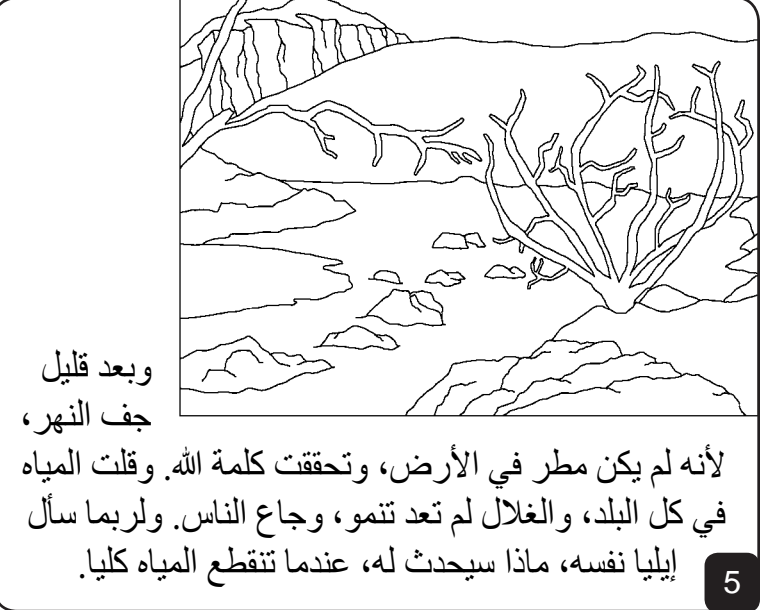 وبعد قليل
جف النهر،
لأنه لم يكن مطر في الأرض، وتحققت كلمة الله. وقلت المياه
في كل البلد، والغلال لم تعد تنمو، وجاع الناس. ولربما سأل
إيليا نفسه، ماذا سيحدث له، عندما تنقطع المياه كليا.
5